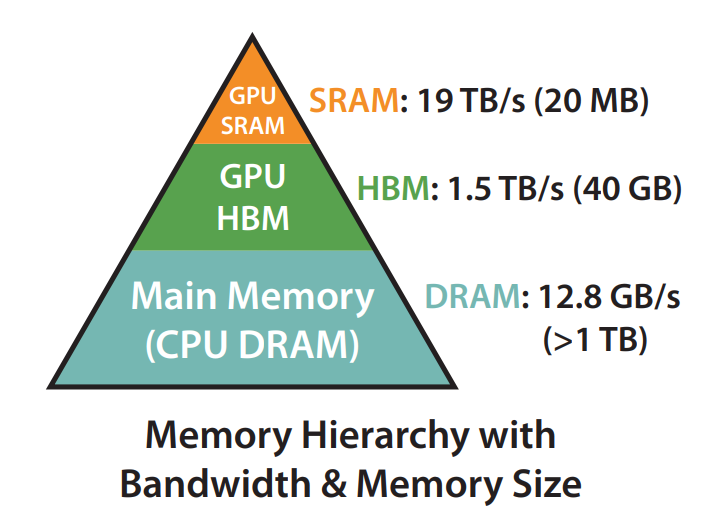 GPU
SRAM
SRAM: 19 TB/s (20 MB)
GPU
HBM
HBM: 1.5 TB/s (40 GB)
Main Memory
(CPU DRAM)
DRAM: 12.8 GB/s
(>1 TB)
Memory Hierarchy with
Bandwidth & Memory Size